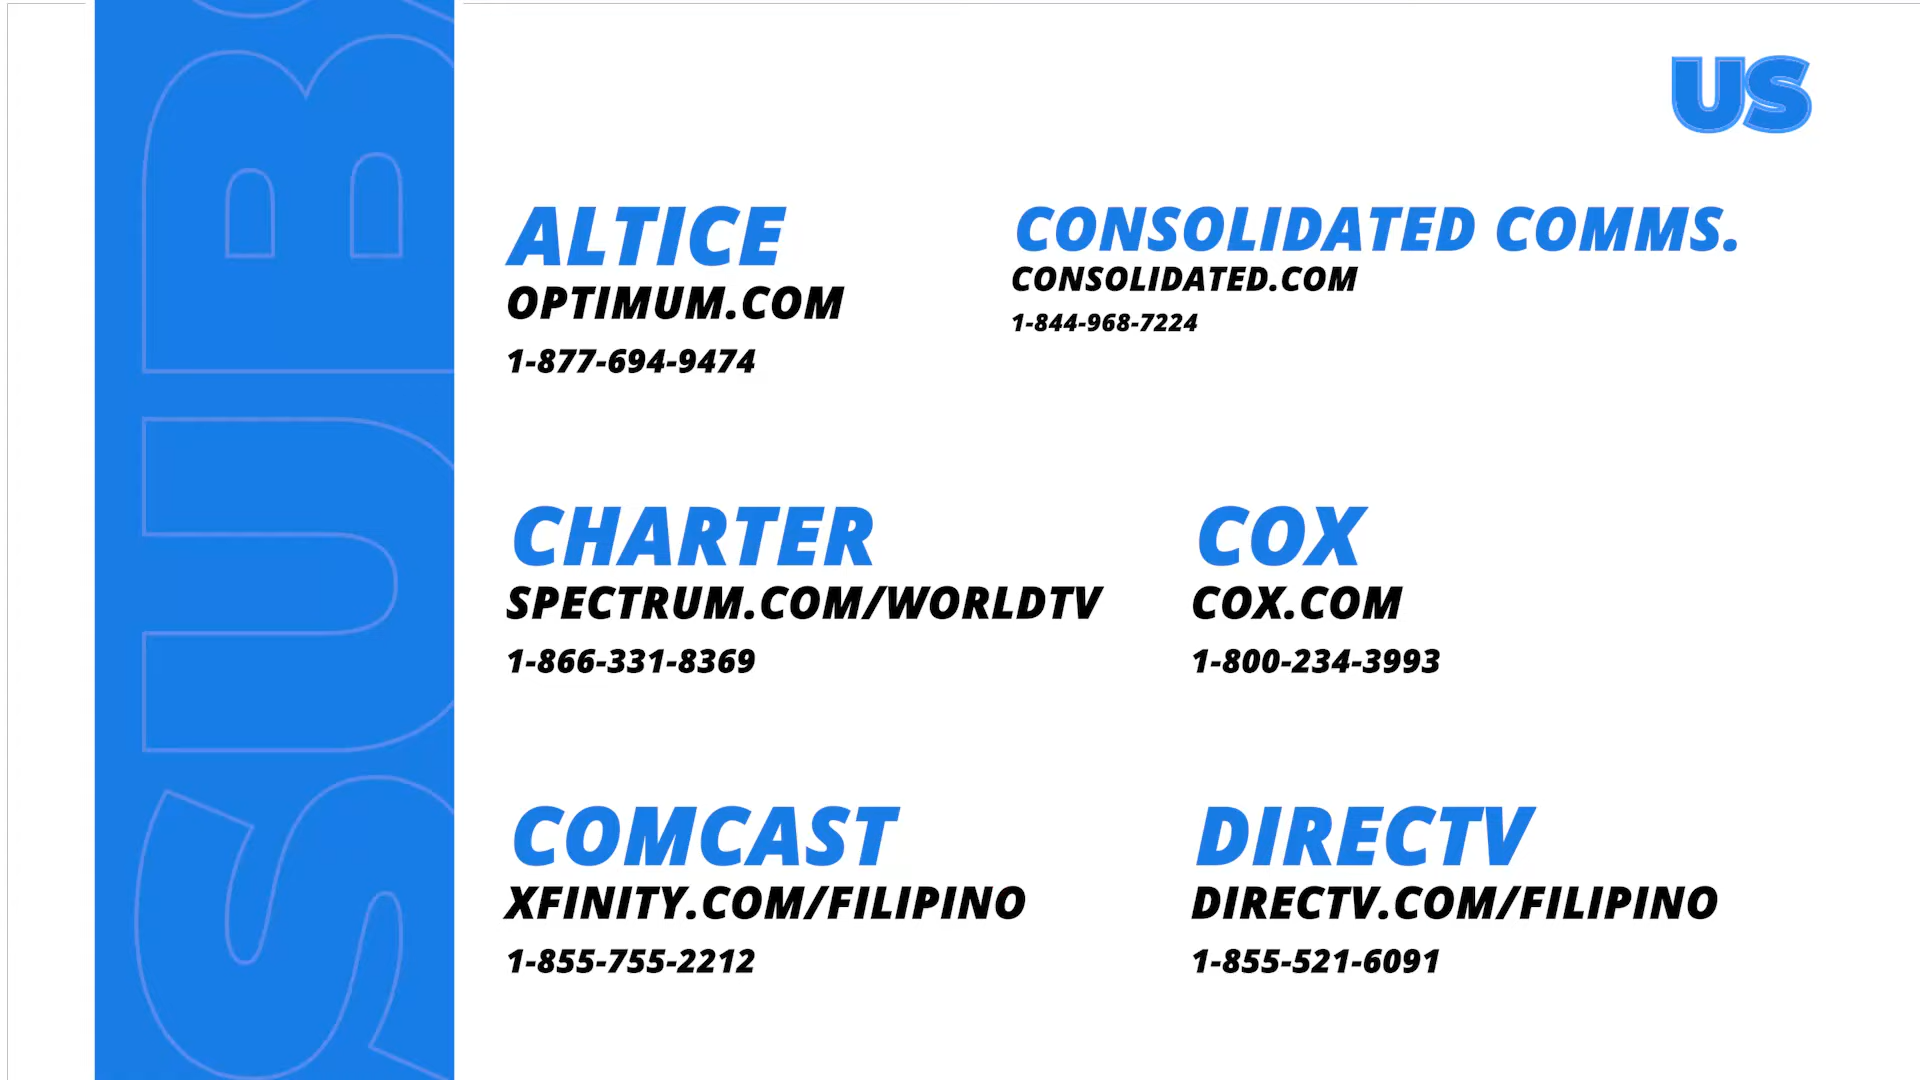 US
ALTICE
OPTIMUM.COM
1-877-694-9474
CONSOLIDATED COMMS.
CONSOLIDATED.COM
1-844-968-7224
CHARTER
SPECTRUM.COM/WORLDTV
1-866-331-8369
COX
COX.COM
1-800-234-3993
COMCAST
XFINITY.COM/FILIPINO
1-855-755-2212
DIRECTV
DIRECTV.COM/FILIPINO
1-855-521-6091
SUB